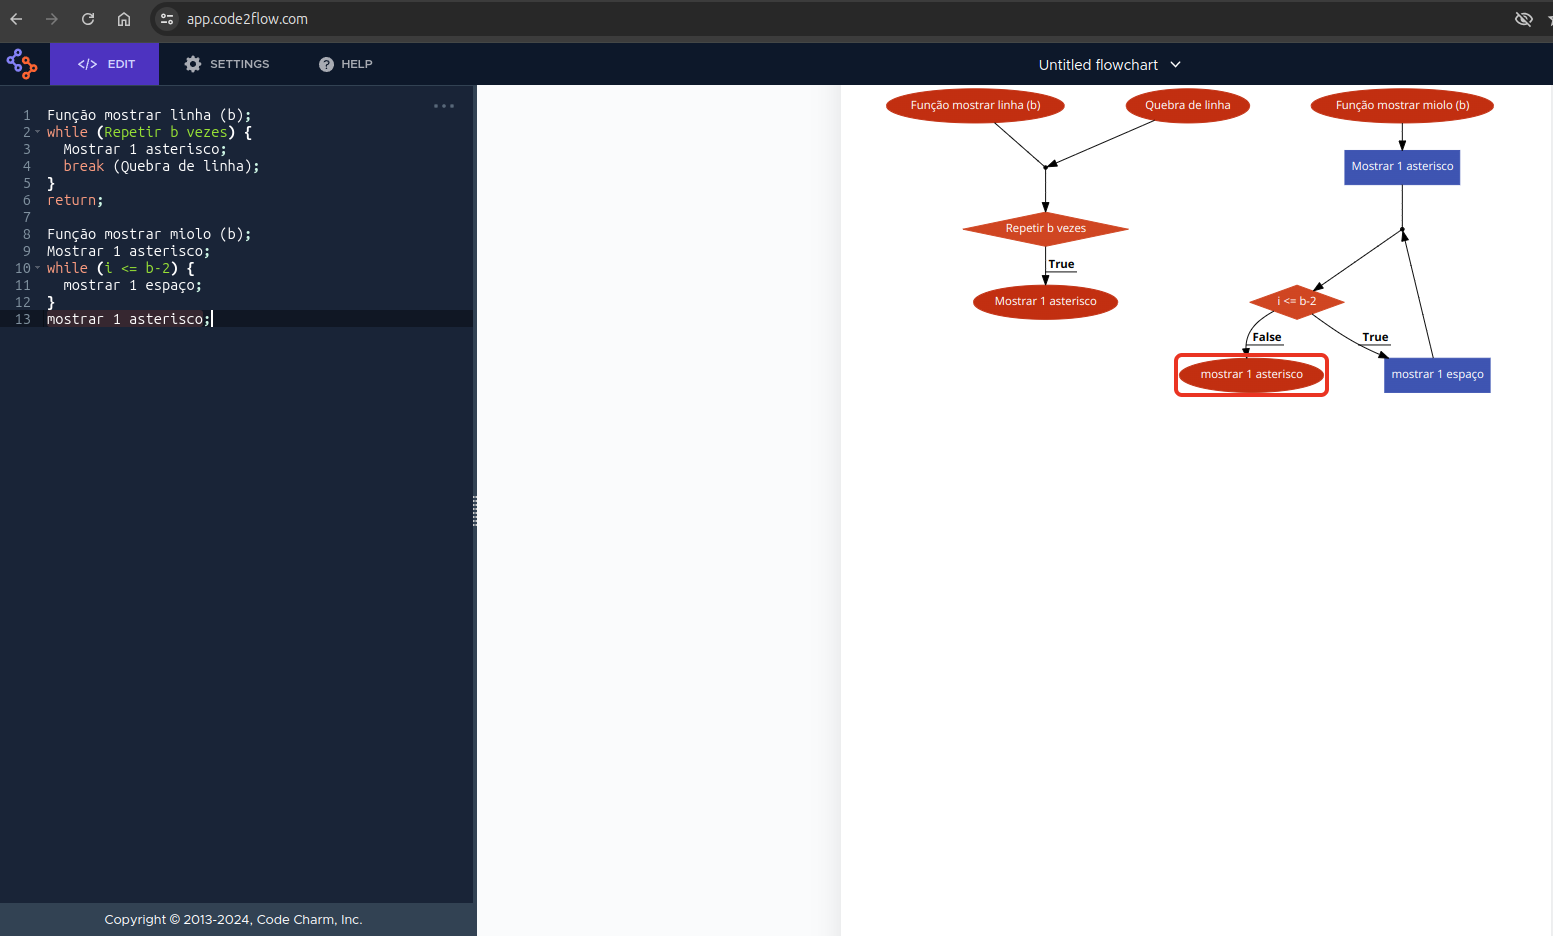 app.code2flow.com
</> EDIT
SETTINGS
? HELP
Untitled flowchart
1 Função mostrar linha (b);
2 while (Repetir b vezes) {
3 Mostrar 1 asterisco;
4 break (Quebra de linha);
5 }
6 return;
7
8 Função mostrar miolo (b);
9 Mostrar 1 asterisco;
10 while (i <= b-2) {
11 mostrar 1 espaço;
12 }
13 mostrar 1 asterisco;
Copyright © 2013-2024, Code Charm, Inc.
Função mostrar linha (b)
Quebra de linha
Função mostrar miolo (b)
Mostrar 1 asterisco
Repetir b vezes
True
Mostrar 1 asterisco
i <= b-2
False
True
mostrar 1 asterisco
mostrar 1 espaço